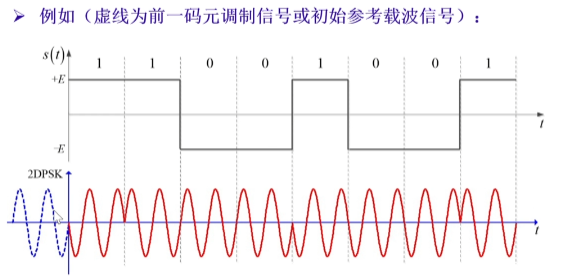 ➢ 例如（虚线为前一码元调制信号或初始参考载波信号）：
s(t)
1 1 0 0 1 0 0 1
+E
t
-E
2DPSK
t